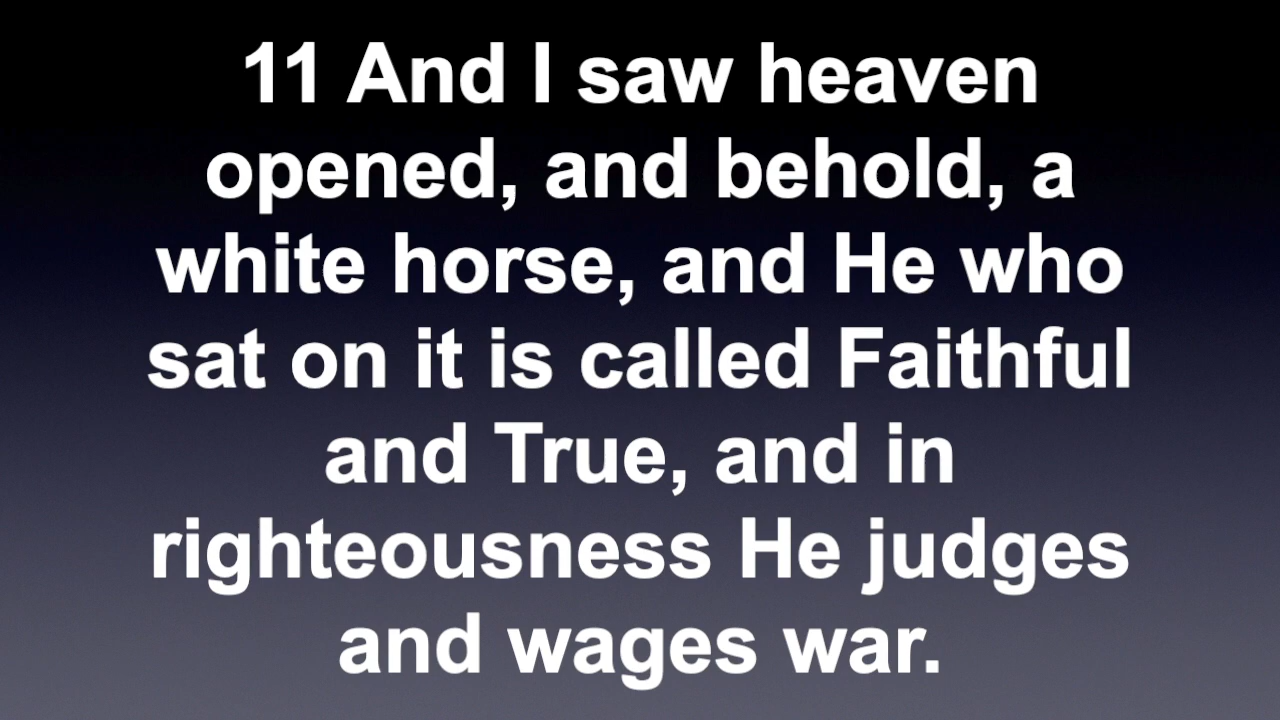 11 And I saw heaven
opened, and behold, a
white horse, and He who
sat on it is called Faithful
and True, and in
righteousness He judges
and wages war.